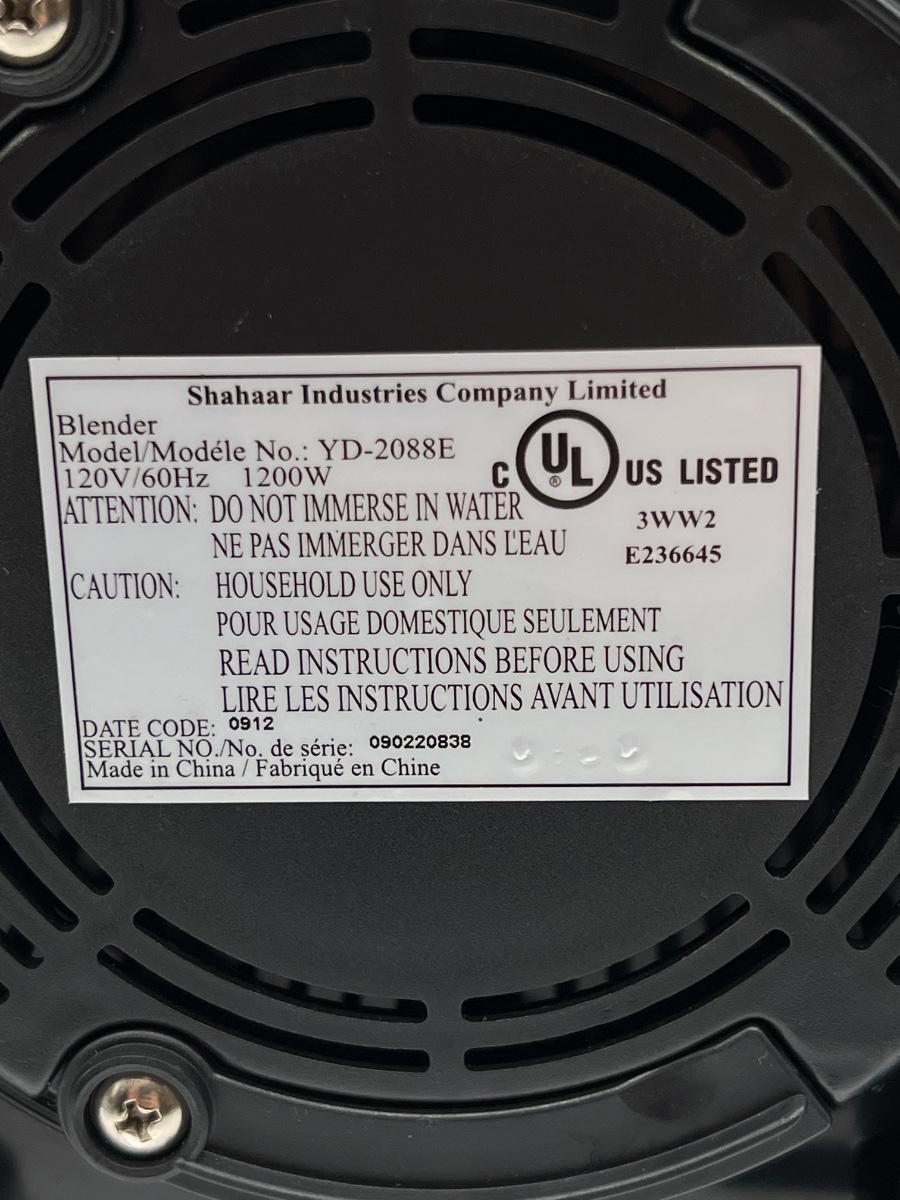 Shahaar Industries Company Limited
Blender
Model/Modéle No.: YD-2088E
120V/60Hz 1200W
C UL ® US LISTED
3WW2
E236645
ATTENTION: DO NOT IMMERSE IN WATER
NE PAS IMMERGER DANS L'EAU
CAUTION: HOUSEHOLD USE ONLY
POUR USAGE DOMESTIQUE SEULEMENT
READ INSTRUCTIONS BEFORE USING
LIRE LES INSTRUCTIONS AVANT UTILISATION
DATE CODE: 0912
SERIAL NO./No. de série: 090220838
Made in China / Fabriqué en Chine